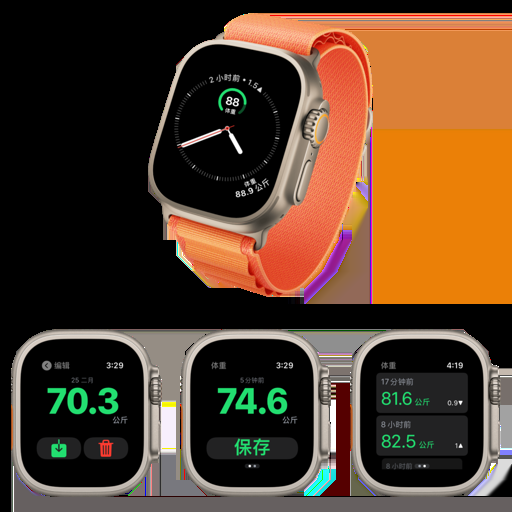 2 小时前 • 1.5▲
88
体重
体重
88.9 公斤
编辑 3:29
25 二月
70.3
公斤
体重 3:29
5 分钟前
74.6
公斤
保存
体重 4:19
17 分钟前
81.6 公斤 0.9▼
8 小时前
82.5 公斤 1▲
8 小时前